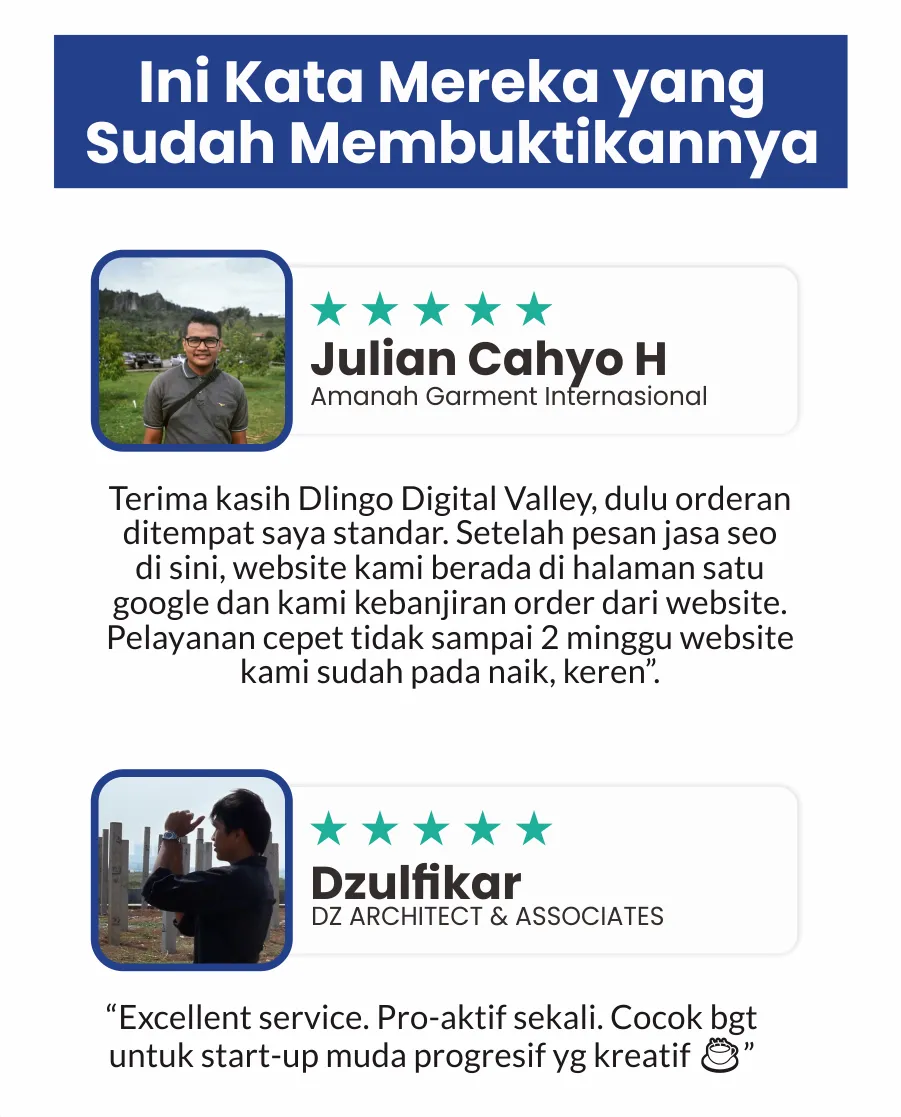 Ini Kata Mereka yang
Sudah Membuktikannya
Julian Cahyo H
Amanah Garment Internasional
Terima kasih Dlingo Digital Valley, dulu orderan
ditempat saya standar. Setelah pesan jasa seo
di sini, website kami berada di halaman satu
google dan kami kebanjiran order dari website.
Pelayanan cepet tidak sampai 2 minggu website
kami sudah pada naik, keren”.
Dzulfikar
DZ ARCHITECT & ASSOCIATES
“Excellent service. Pro-aktif sekali. Cocok bgt
untuk start-up muda progresif yg kreatif ☕”